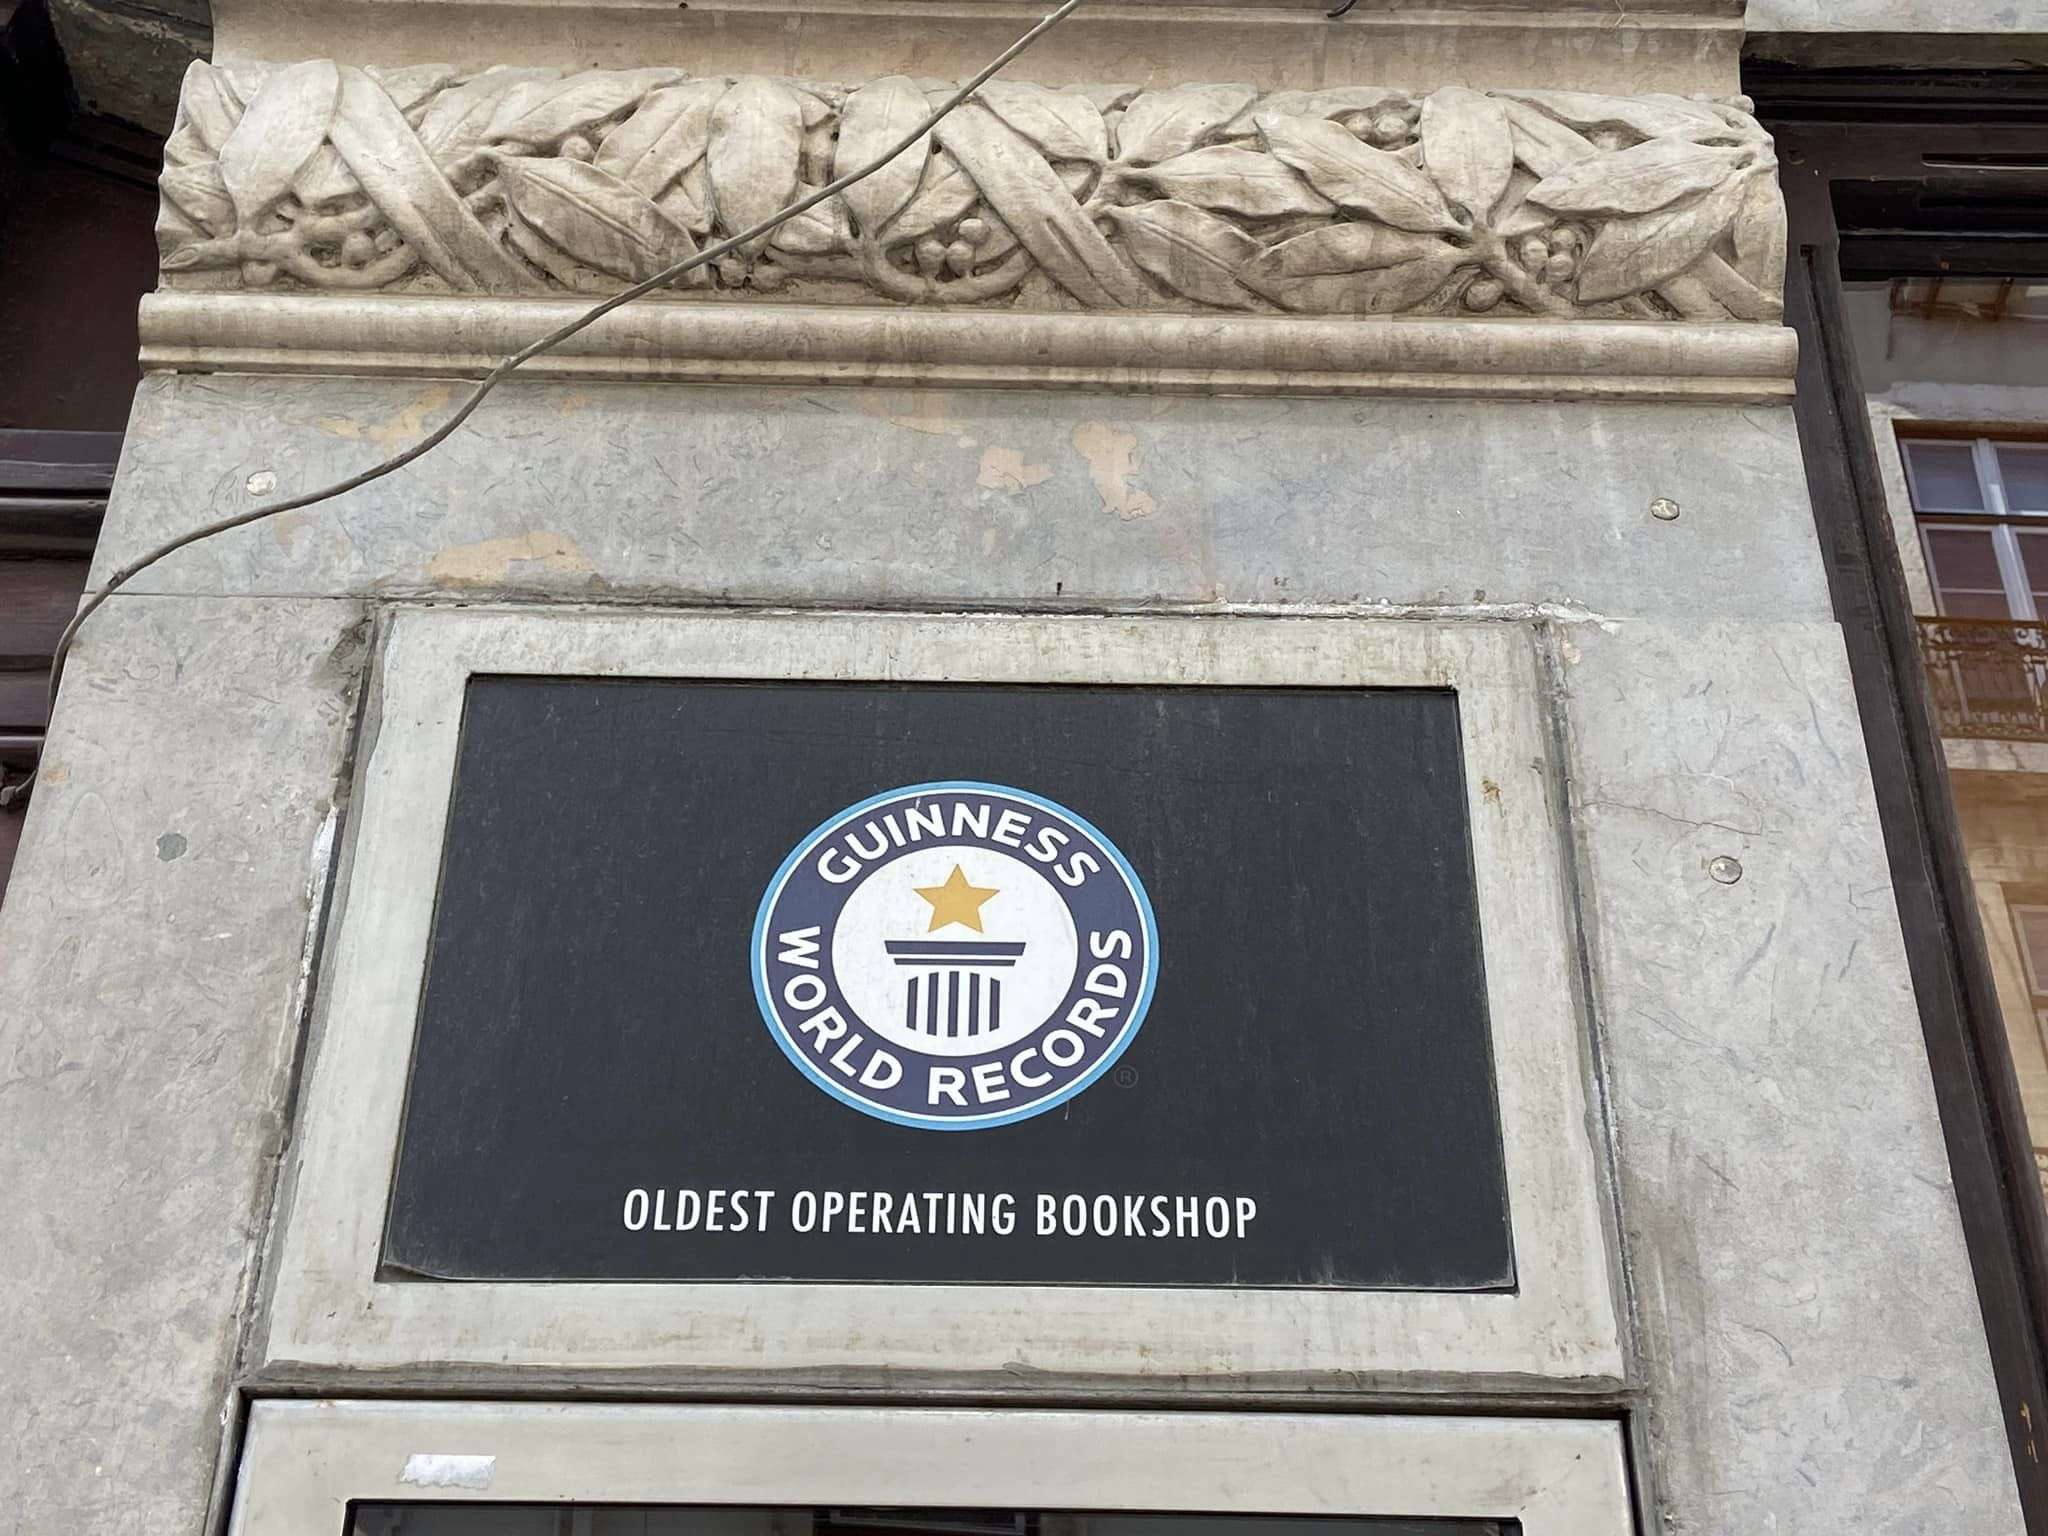 GUINNESS
WORLD RECORDS
®
OLDEST OPERATING BOOKSHOP